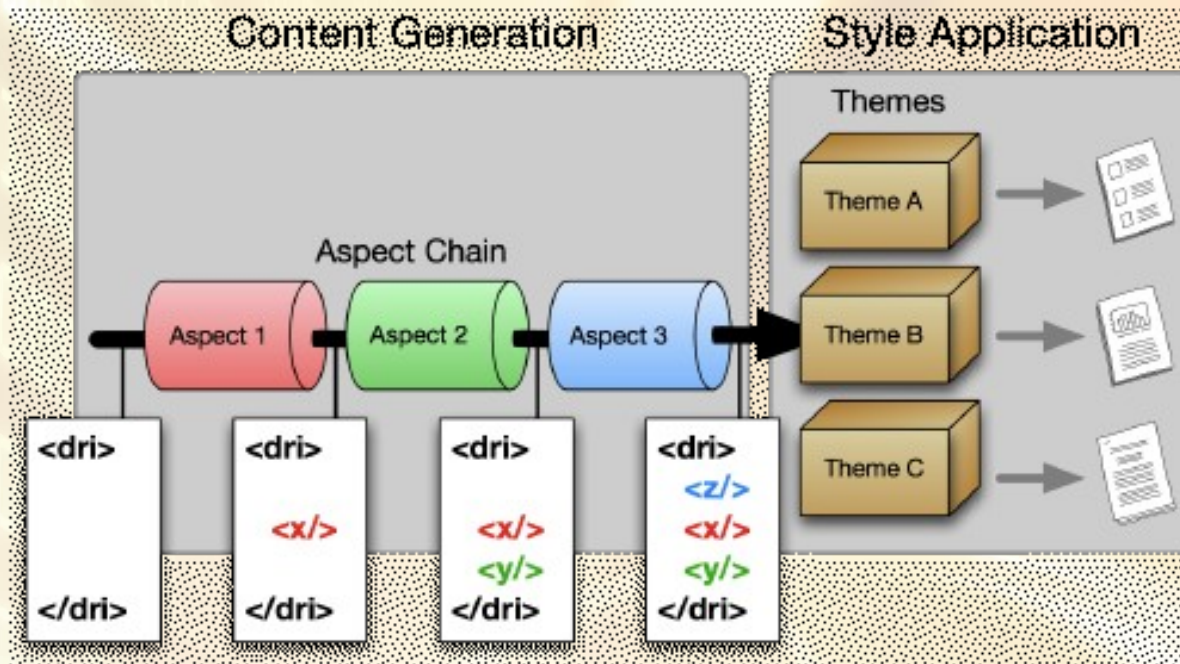 Content Generation
Style Application
Themes
Theme A
Aspect Chain
Aspect 1
Aspect 2
Aspect 3
Theme B
Theme C
<dri>
<dri>
<dri>
<dri>
<z/>
<x/>
<x/>
<x/>
<y/>
<y/>
</dri>
</dri>
</dri>
</dri>